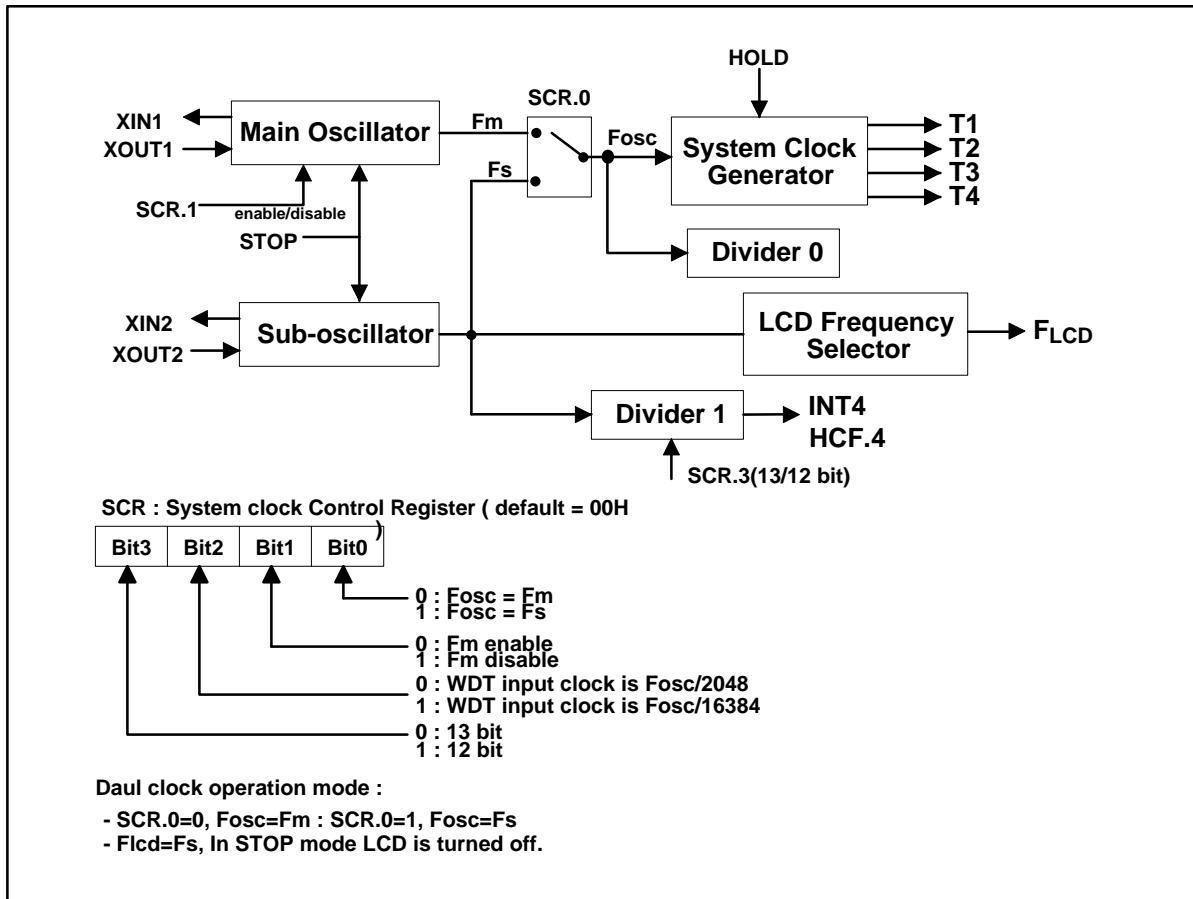 HOLD
SCR.0
XIN1
Main Oscillator
Fm
Fosc
System Clock
Generator
T1
T2
T3
T4
XOUT1
Fs
SCR.1
enable/disable
STOP
Divider 0
XIN2
Sub-oscillator
XOUT2
LCD Frequency
Selector
FLCD
Divider 1
INT4
HCF.4
SCR.3(13/12 bit)
SCR : System clock Control Register ( default = 00H
)
Bit3 Bit2 Bit1 Bit0
0 : Fosc = Fm
1 : Fosc = Fs
0 : Fm enable
1 : Fm disable
0 : WDT input clock is Fosc/2048
1 : WDT input clock is Fosc/16384
0 : 13 bit
1 : 12 bit
Daul clock operation mode :
- SCR.0=0, Fosc=Fm : SCR.0=1, Fosc=Fs
- Flcd=Fs, In STOP mode LCD is turned off.